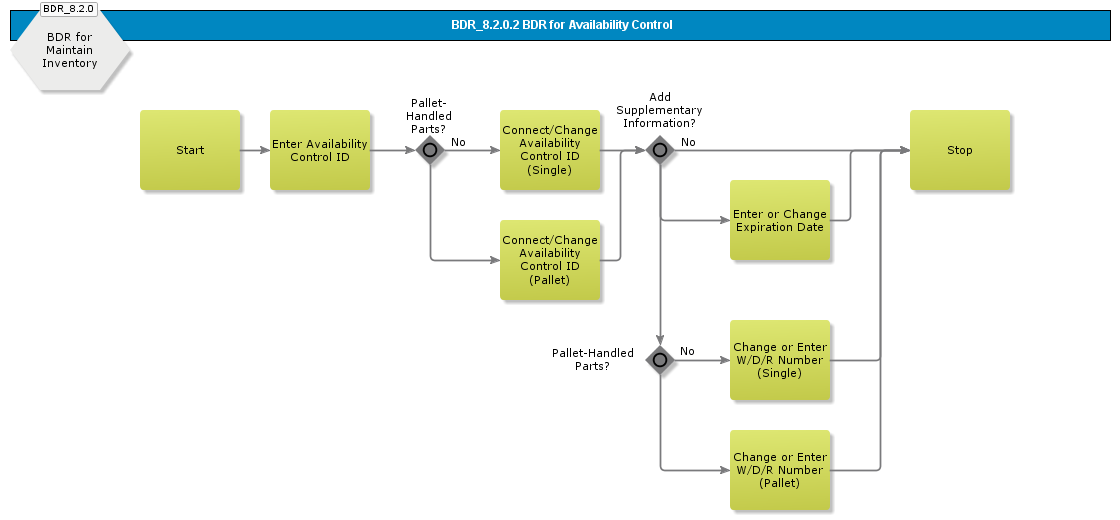 BDR_8.2.0
BDR_8.2.0.2 BDR for Availability Control
BDR for
Maintain
Inventory
Start
Enter Availability
Control ID
Pallet-
Handled
Parts?
No
Connect/Change
Availability
Control ID
(Single)
Connect/Change
Availability
Control ID
(Pallet)
Add
Supplementary
Information?
No
Enter or Change
Expiration Date
Stop
Pallet-Handled
Parts?
No
Change or Enter
W/D/R Number
(Single)
Change or Enter
W/D/R Number
(Pallet)